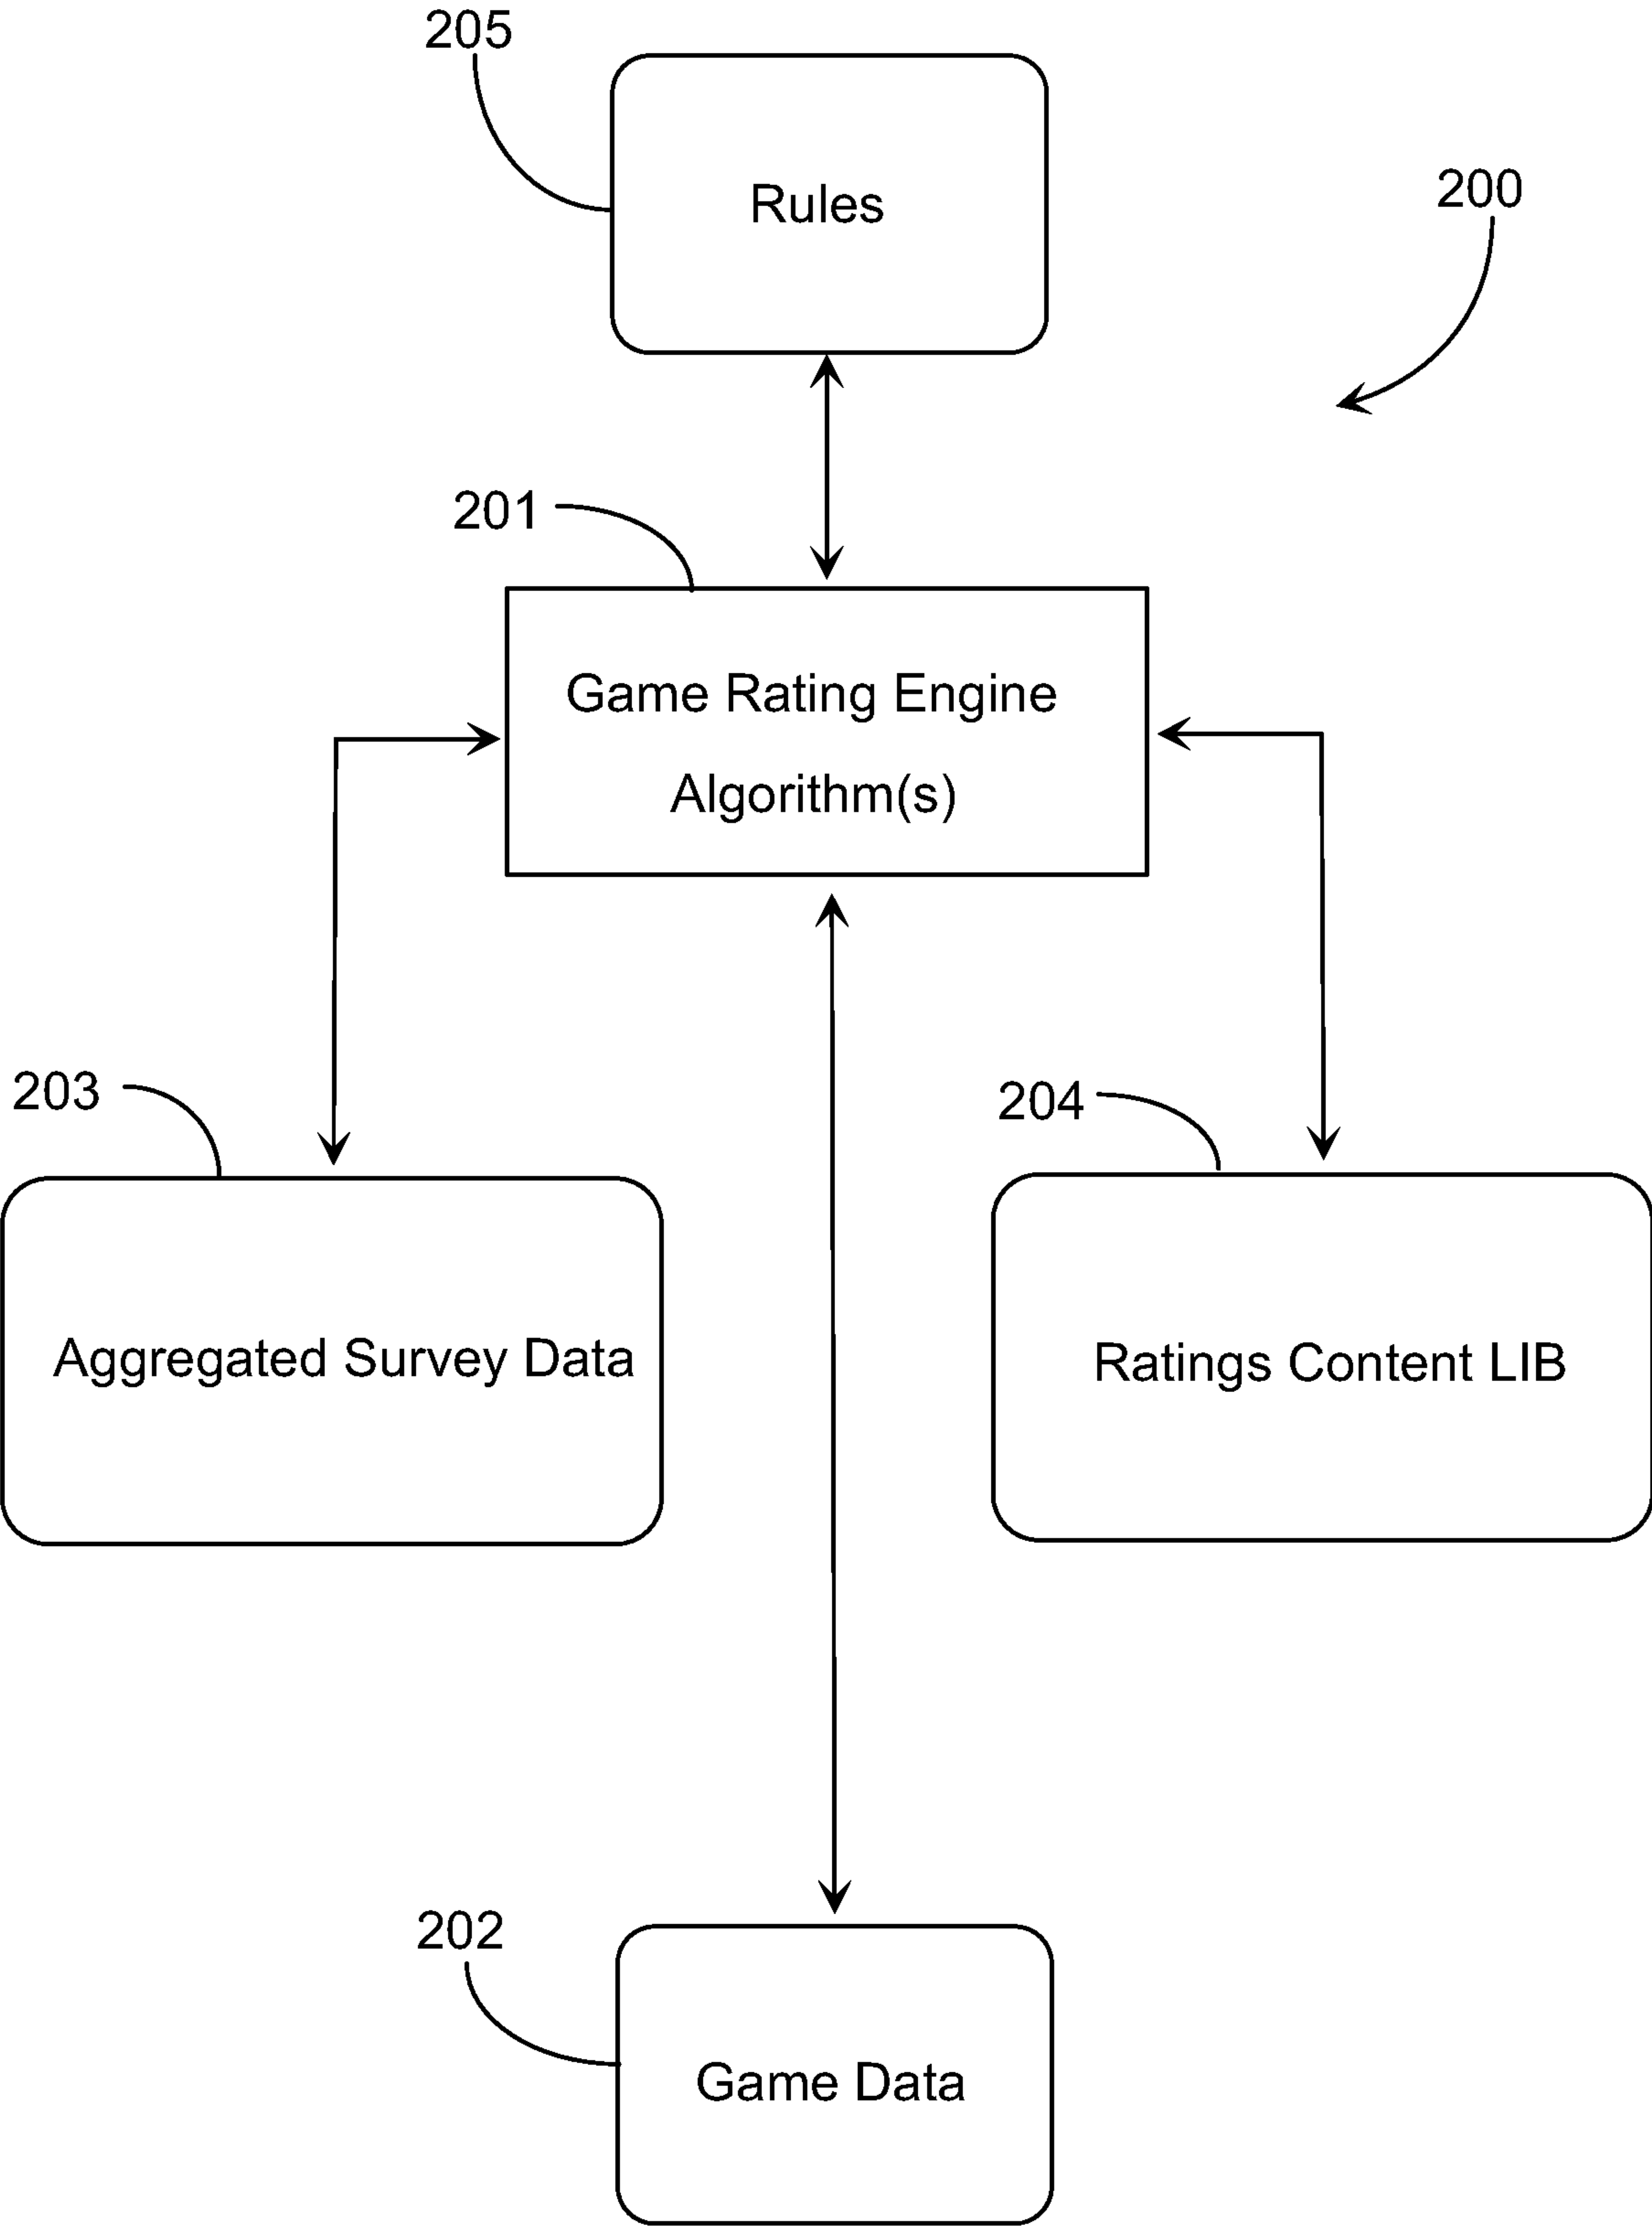 205
Rules
200
201
Game Rating Engine
Algorithm(s)
203
204
Aggregated Survey Data
Ratings Content LIB
202
Game Data